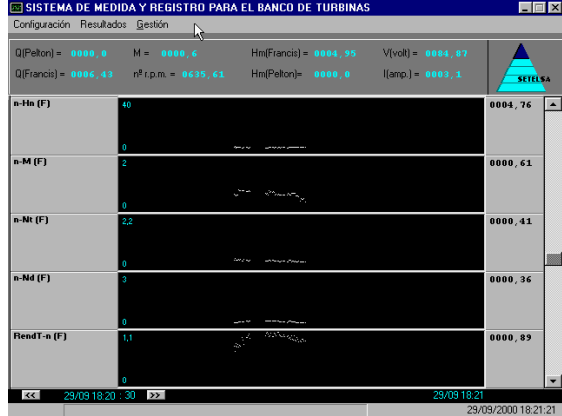 SISTEMA DE MEDIDA Y REGISTRO PARA EL BANCO DE TURBINAS
Configuración Resultados Gestión
Q(Pelton) = 0000,0 M = 0000,6 Hm(Francis) = 0004,95 V(volt) = 0084,87
Q(Francis) = 0006,43 nº r.p.m. = 0635,61 Hm(Pelton)= 0000,0 I(amp.) = 0003,1
SETELSA
n-Hn (F) 40 0004,76
0
n-M (F) 2 0000,61
0
n-Nt (F) 2,2 0000,41
0
n-Nd (F) 3 0000,36
0
RendT-n (F) 1,1 0000,89
0
<< 29/09 18:20 : 30 >> 29/09 18:21
29/09/2000 18:21:21